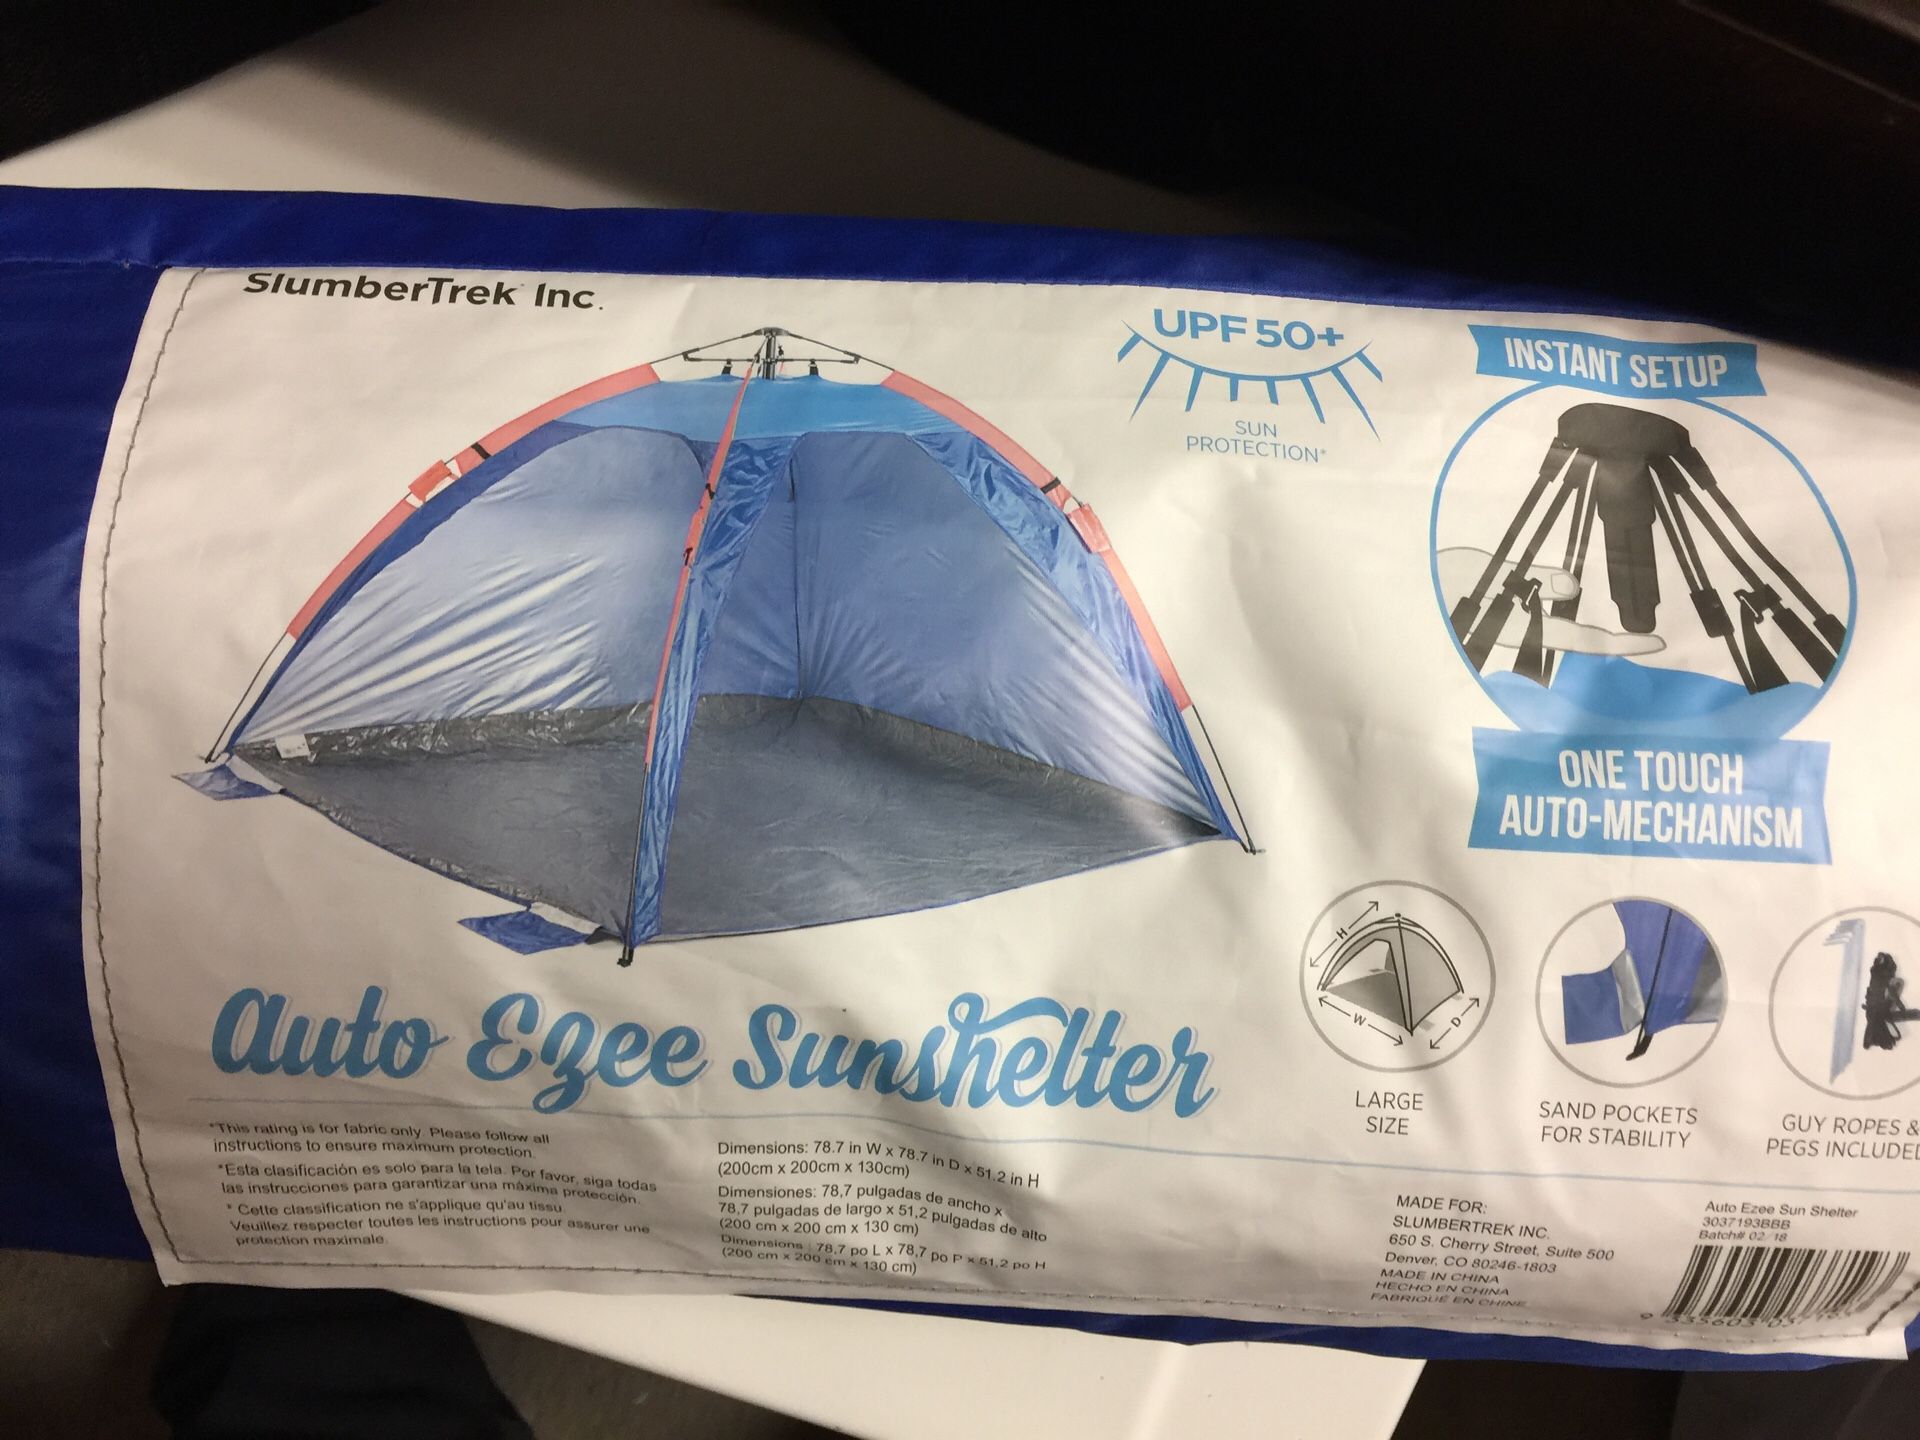 SlumberTrek Inc.
UPF 50+
SUN
PROTECTION*
INSTANT SETUP
ONE TOUCH
AUTO-MECHANISM
Auto Ezee Sunshelter
H
W
D
LARGE
SIZE
SAND POCKETS
FOR STABILITY
GUY ROPES &
PEGS INCLUDED
*This rating is for fabric only. Please follow all
instructions to ensure maximum protection.
*Esta clasificación es solo para la tela. Por favor, siga todas
las instrucciones para garantizar una máxima protección.
* Cette classification ne s'applique qu'au tissu
Veuillez respecter toutes les instructions pour assurer une
protection maximale.
Dimensions: 78.7 in W x 78.7 in D x 51.2 in H
(200cm x 200cm x 130cm)
Dimensiones: 78,7 pulgadas de ancho x
78,7 pulgadas de largo x 51,2 pulgadas de alto
(200 cm x 200 cm x 130 cm)
Dimensions : 78,7 po L x 78,7 po P x 51,2 po H
(200 cm x 200 cm x 130 cm)
MADE FOR:
SLUMBERTREK INC.
650 S. Cherry Street, Suite 500
Denver, CO 80246-1803
MADE IN CHINA
HECHO EN CHINA
FABRIQUÉ EN CHINE
Auto Ezee Sun Shelter
3037193BBB
Batch# 02/18